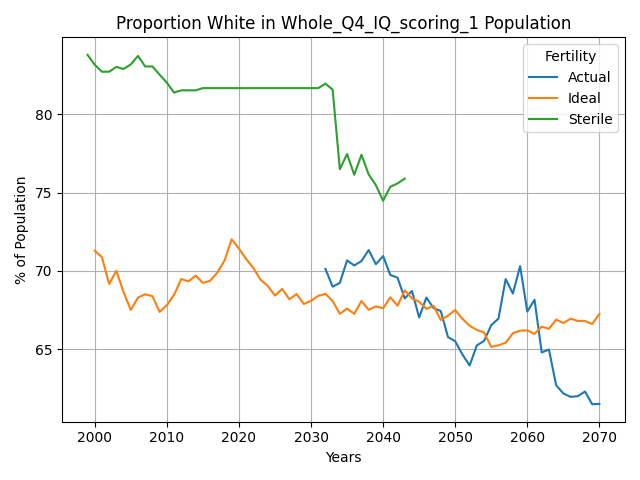 Proportion White in Whole_Q4_IQ_scoring_1 Population
Fertility
Actual
Ideal
Sterile
80
75
70
65
% of Population
2000 2010 2020 2030 2040 2050 2060 2070
Years